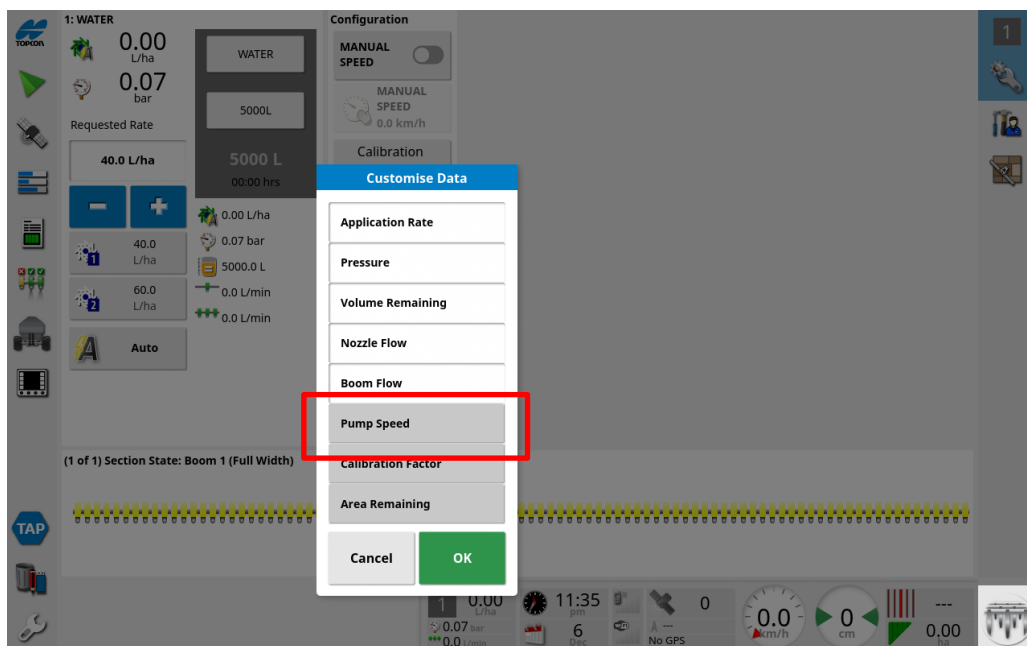 TOPCON
1: WATER
0.00
L/ha
0.07
bar
Requested Rate
40.0 L/ha
40.0
L/ha
1
60.0
L/ha
2
Auto
WATER
5000L
5000 L
00:00 hrs
0.00 L/ha
0.07 bar
5000.0 L
0.0 L/min
0.0 L/min
Configuration
MANUAL
SPEED
MANUAL
SPEED
0.0 km/h
Calibration
Customise Data
Application Rate
Pressure
Volume Remaining
Nozzle Flow
Boom Flow
Pump Speed
Calibration Factor
Area Remaining
Cancel
OK
(1 of 1) Section State: Boom 1 (Full Width)
TAP
1
1
0.00
L/ha
0.07 bar
0.0 L/min
11:35
pm
6
Dec
0
A ---
No GPS
0.0
km/h
0
cm
---
0.00
ha